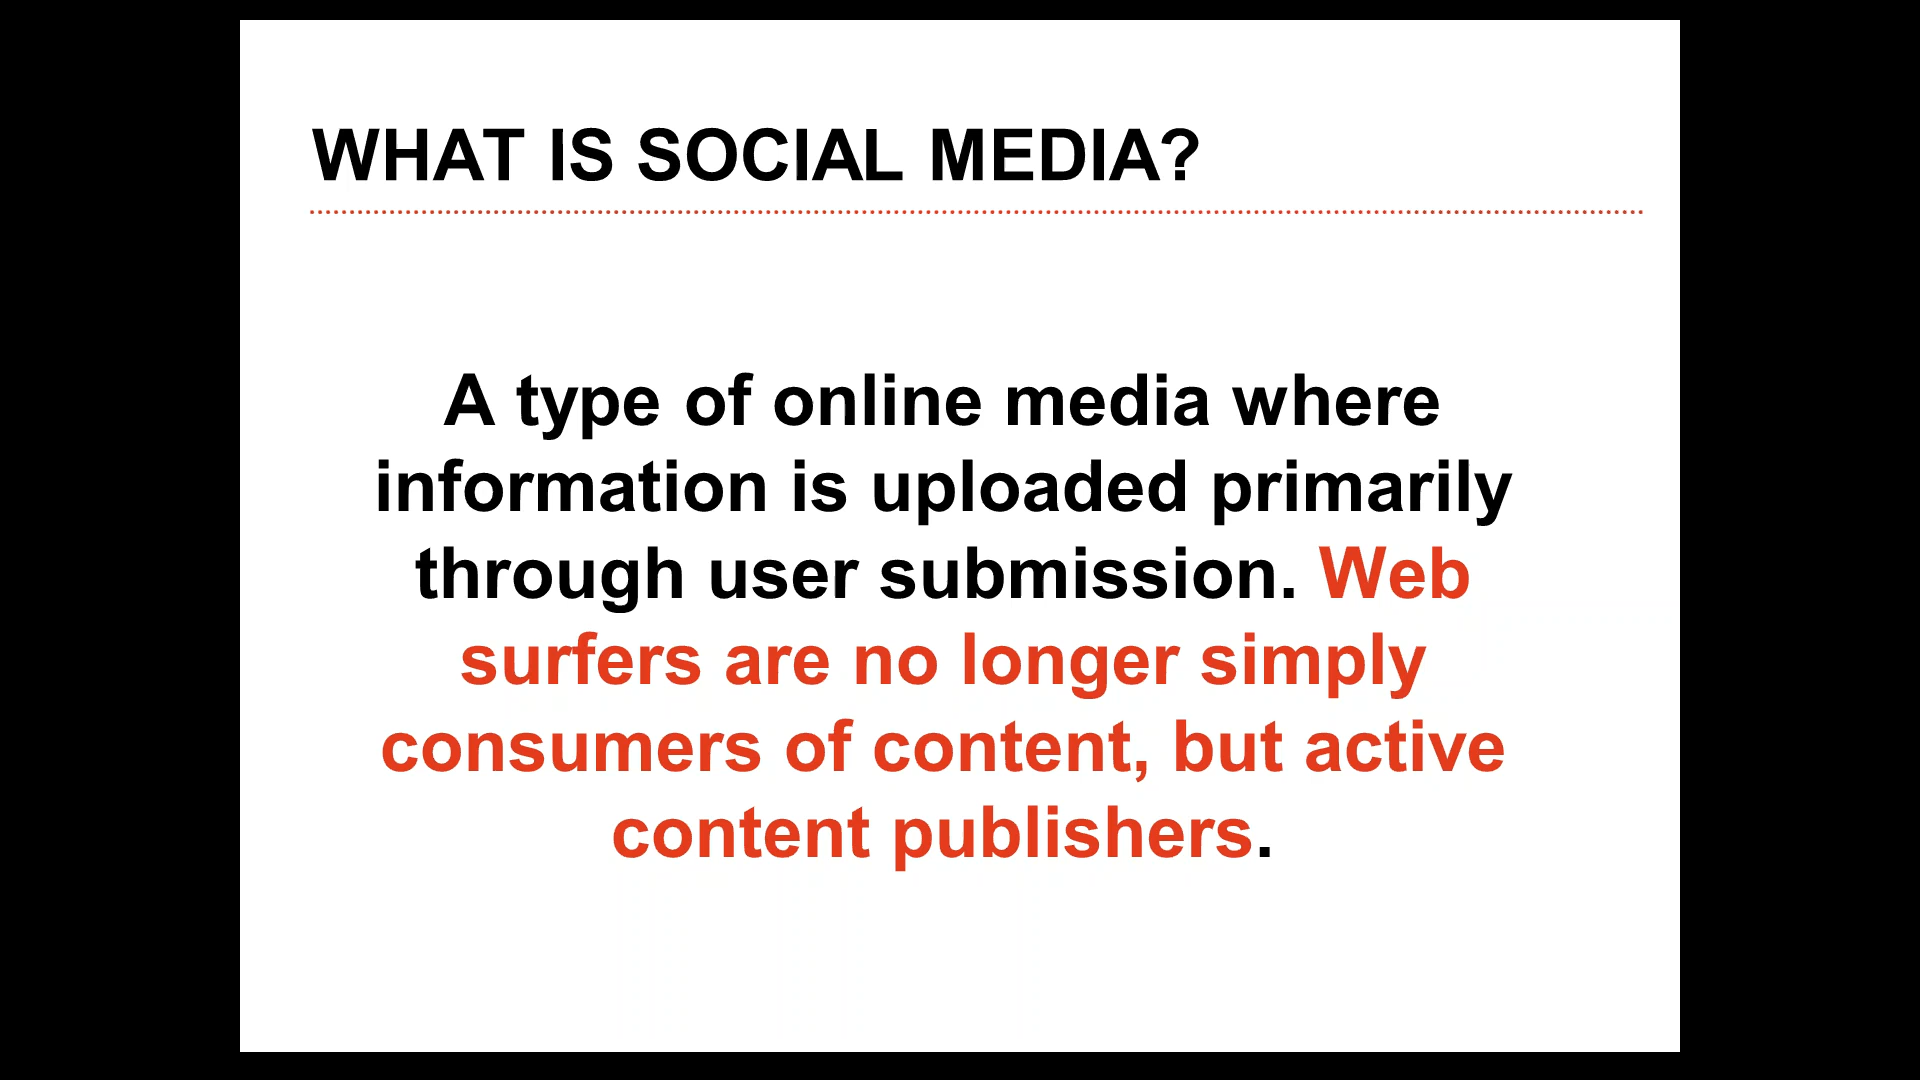 WHAT IS SOCIAL MEDIA?
A type of online media where
information is uploaded primarily
through user submission. Web
surfers are no longer simply
consumers of content, but active
content publishers.